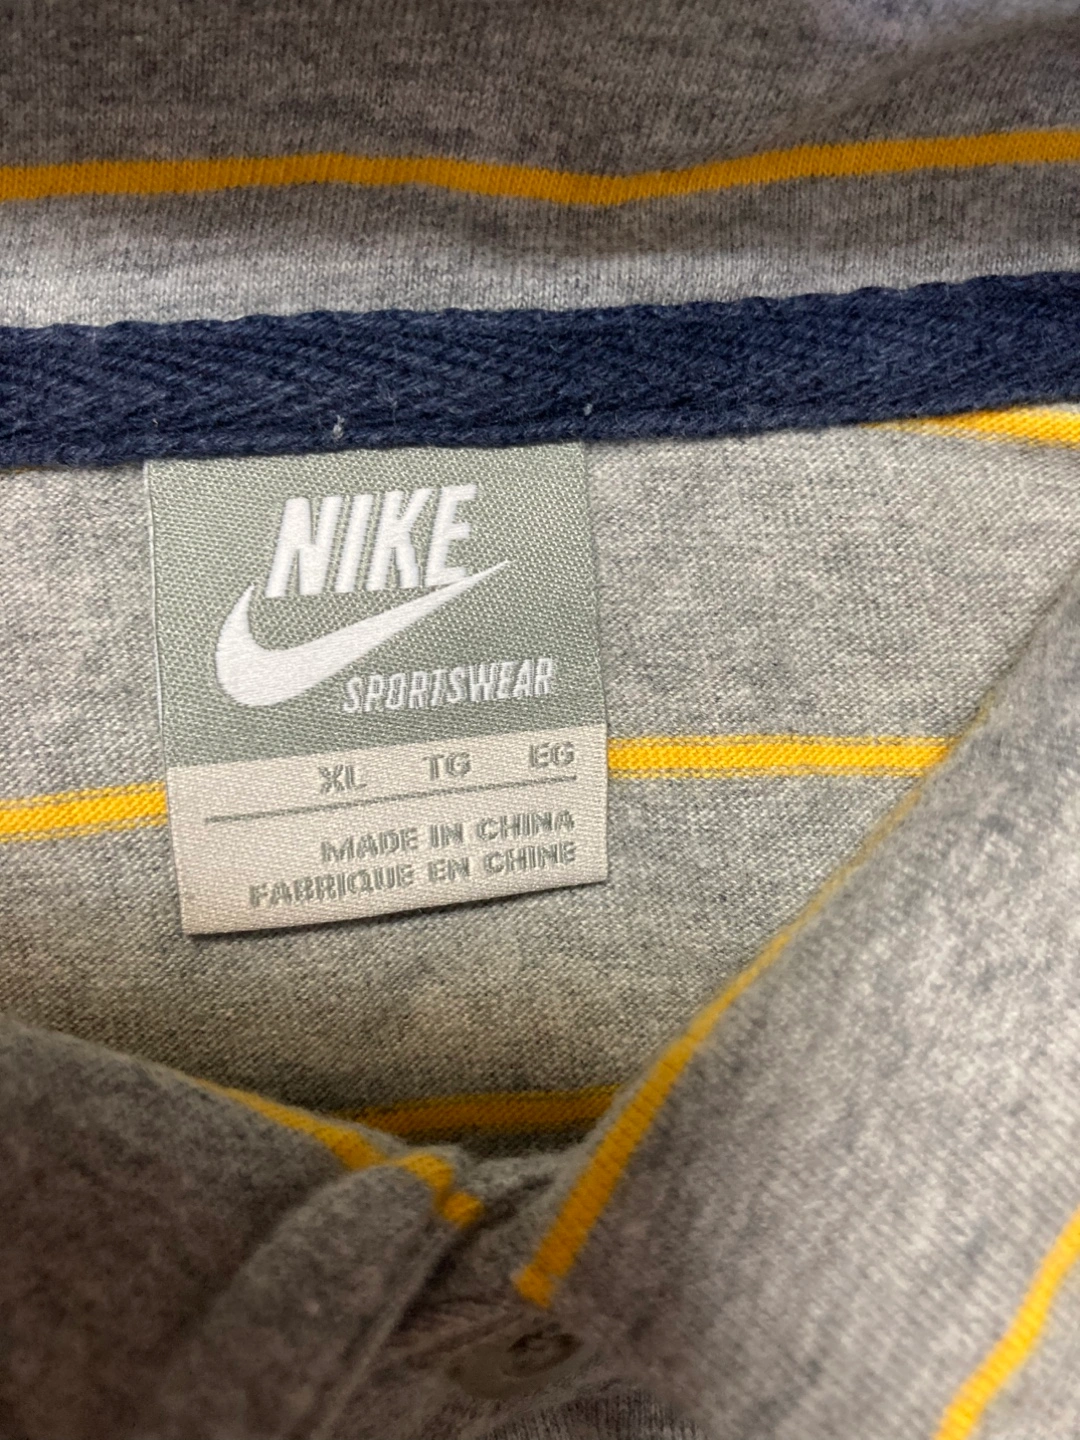 NIKE
SPORTSWEAR
XL TG EG
MADE IN CHINA
FABRIQUE EN CHINE